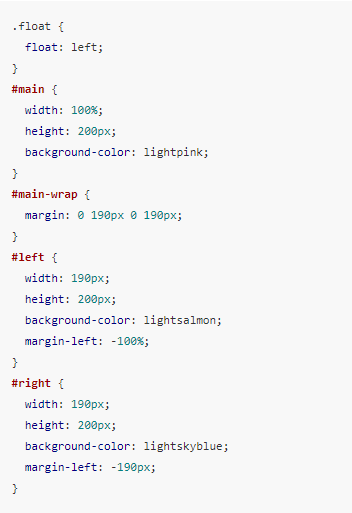 .float {
  float: left;
}
#main {
  width: 100%;
  height: 200px;
  background-color: lightpink;
}
#main-wrap {
  margin: 0 190px 0 190px;
}
#left {
  width: 190px;
  height: 200px;
  background-color: lightsalmon;
  margin-left: -100%;
}
#right {
  width: 190px;
  height: 200px;
  background-color: lightskyblue;
  margin-left: -190px;
}